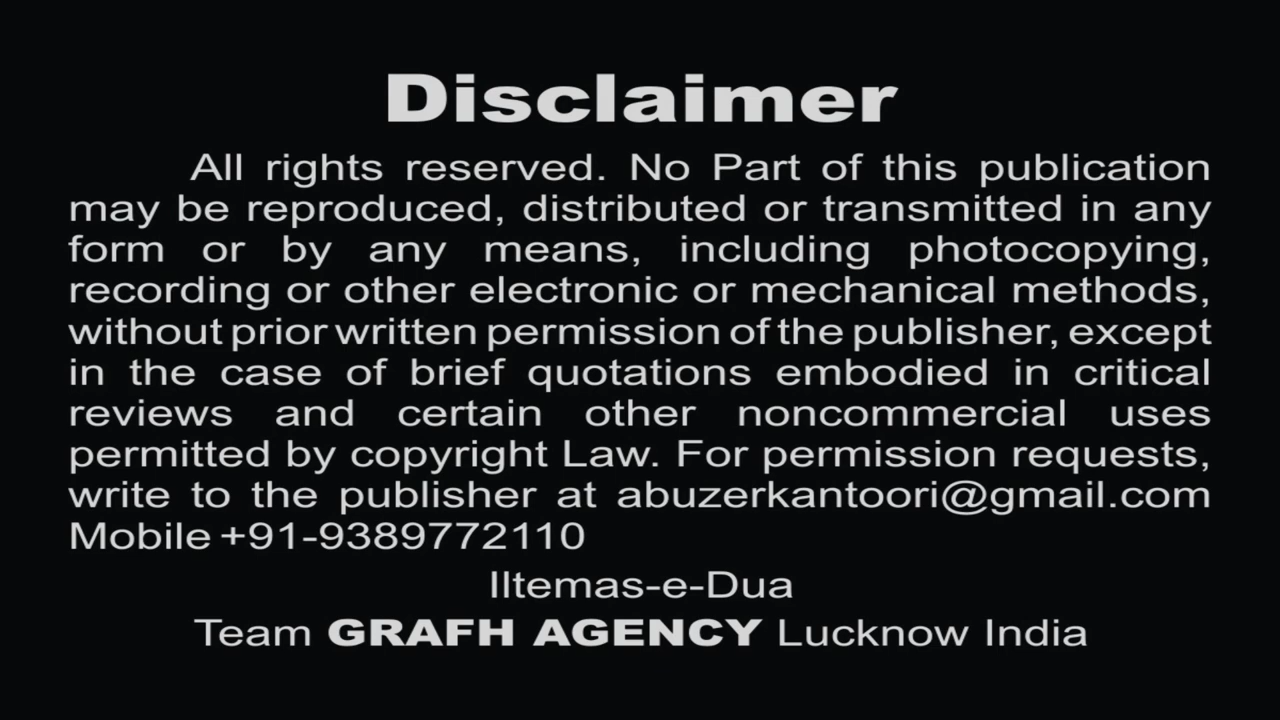 Disclaimer
All rights reserved. No Part of this publication
may be reproduced, distributed or transmitted in any
form or by any means, including photocopying,
recording or other electronic or mechanical methods,
without prior written permission of the publisher, except
in the case of brief quotations embodied in critical
reviews and certain other noncommercial uses
permitted by copyright Law. For permission requests,
write to the publisher at abuzerkantoori@gmail.com
Mobile +91-9389772110
IItemas-e-Dua
Team GRAFH AGENCY Lucknow India